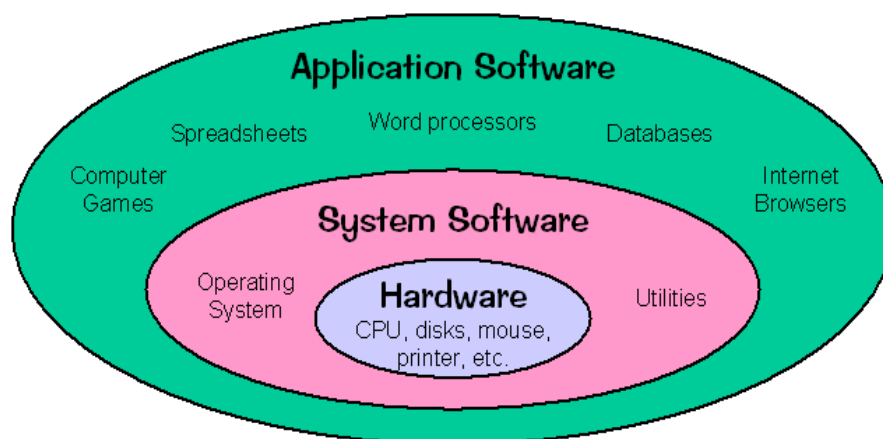 Application Software
Word processors
Spreadsheets
Databases
Computer
Games
Internet
Browsers
System Software
Operating
System
Utilities
Hardware
CPU, disks, mouse,
printer, etc.